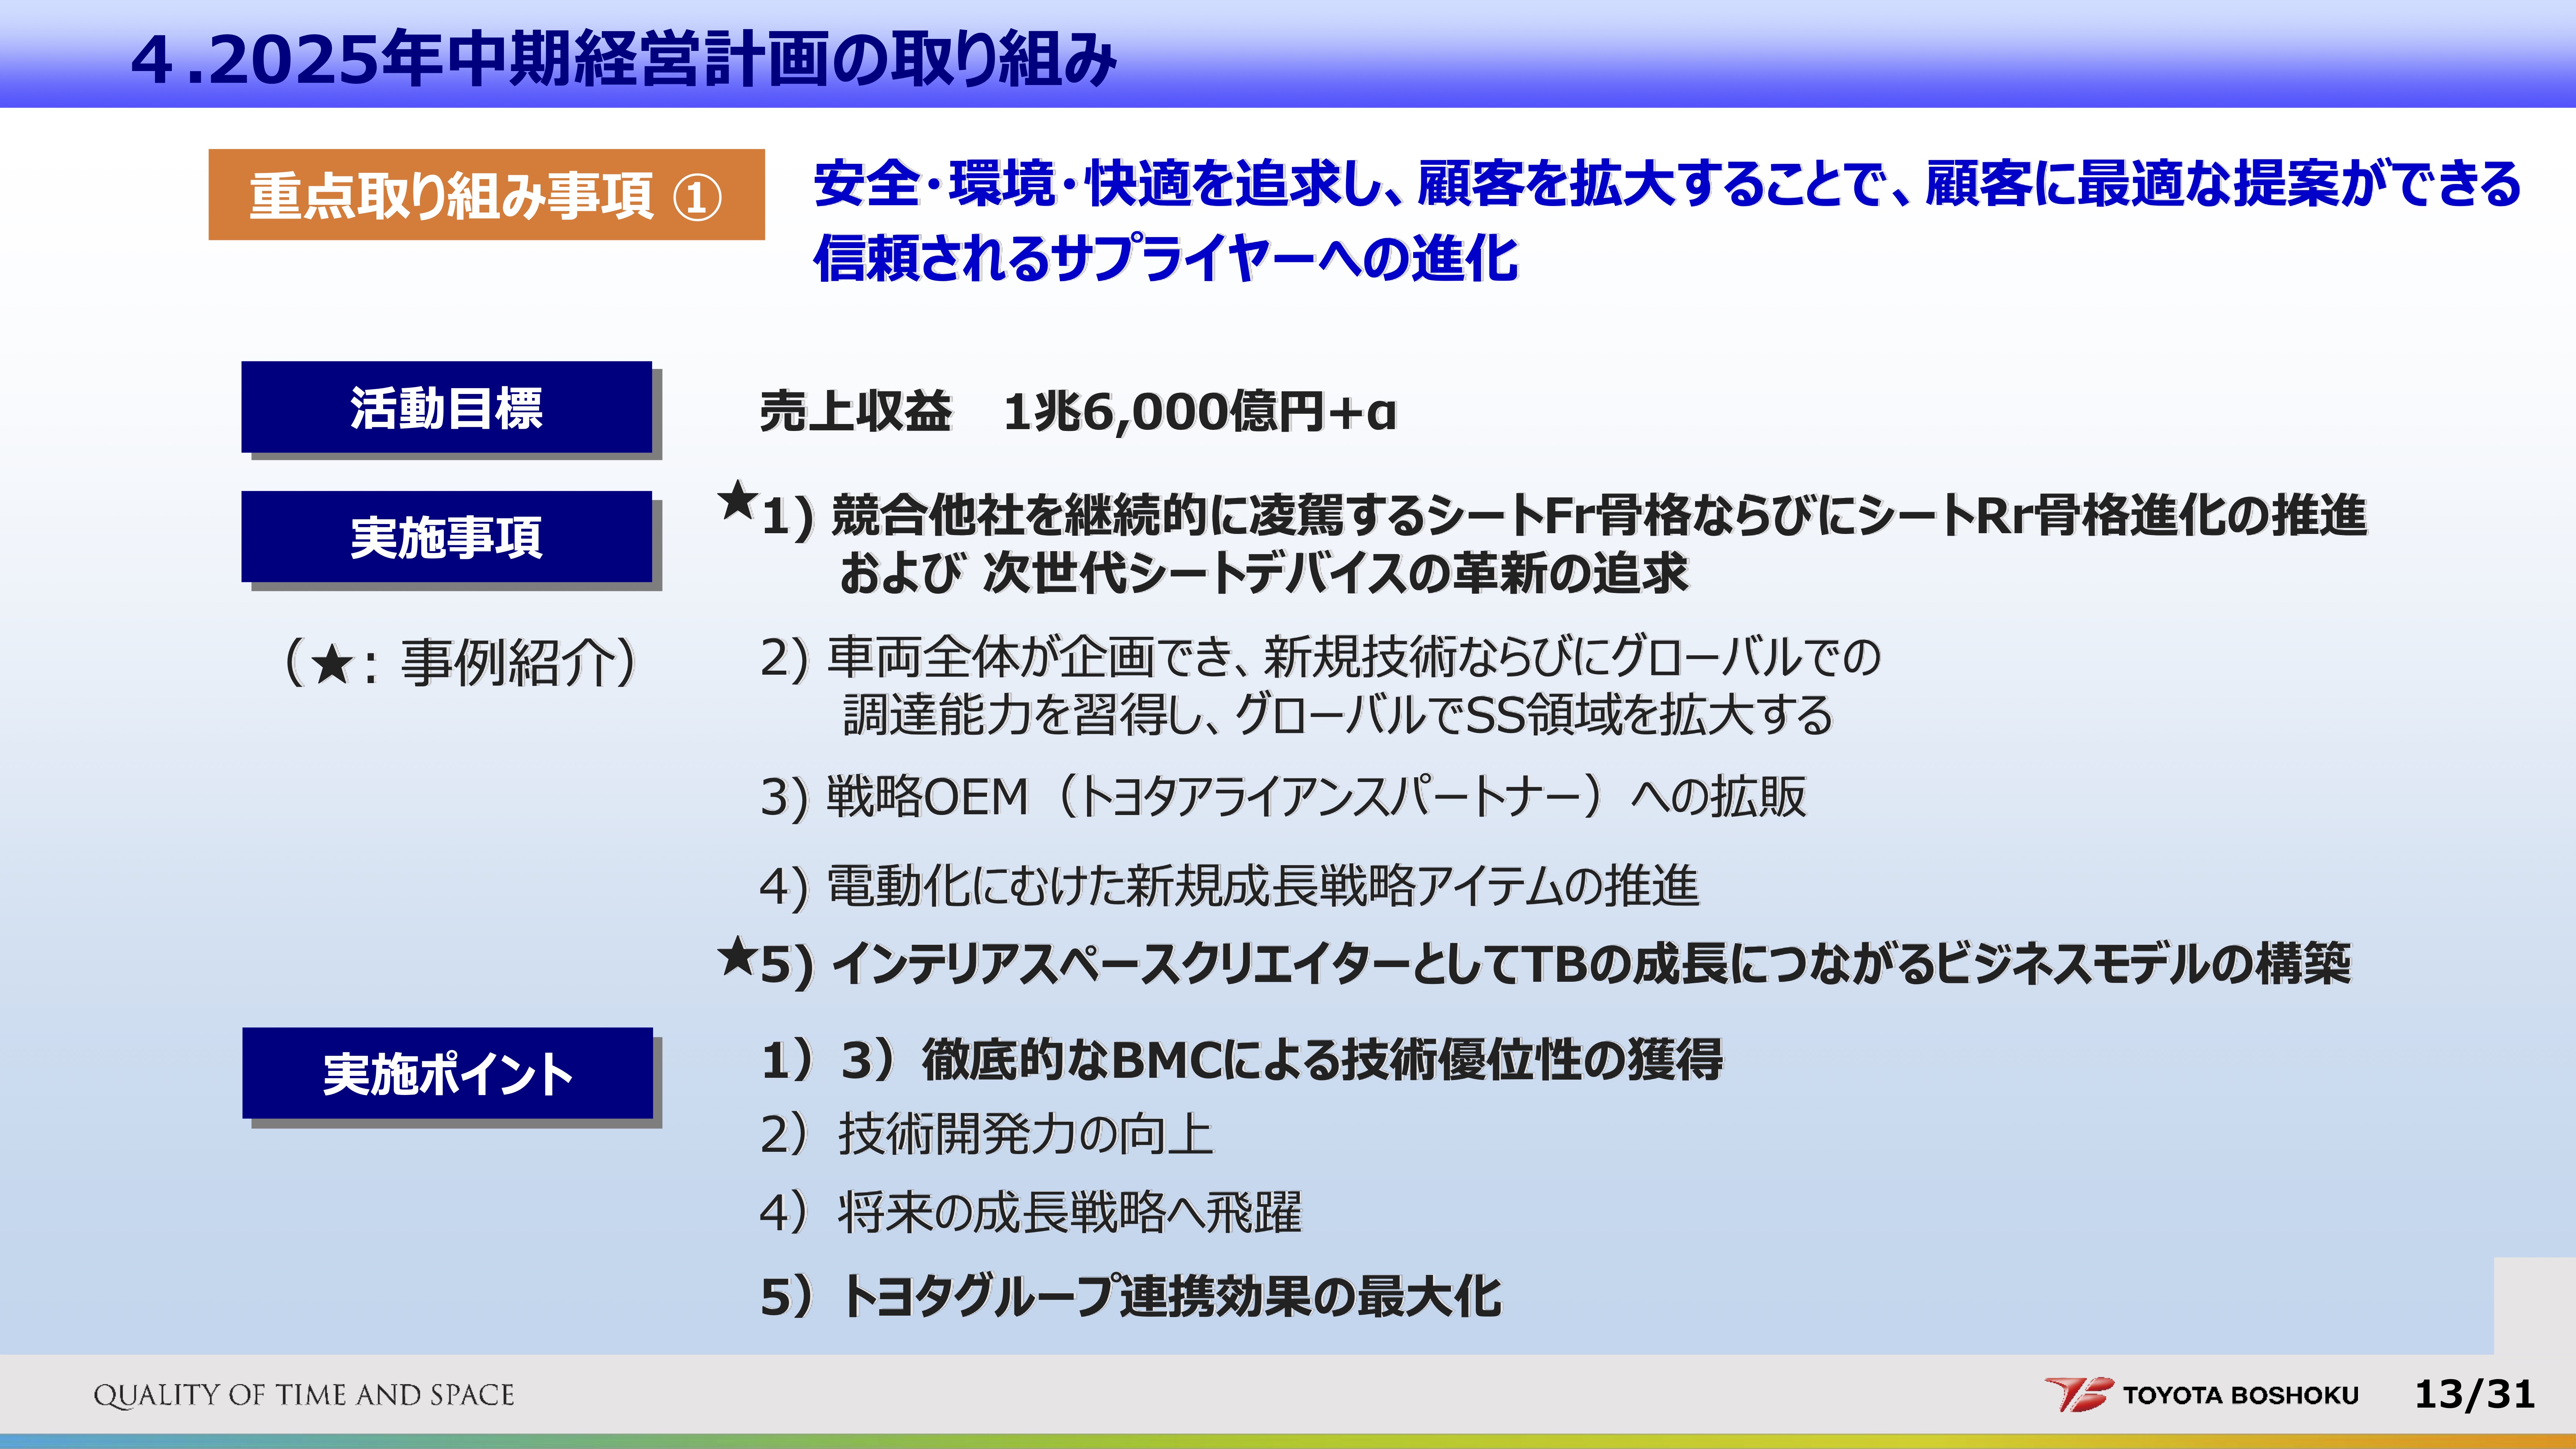 ４.2025年中期経営計画の取り組み
重点取り組み事項 ①
安全・環境・快適を追求し、顧客を拡大することで、顧客に最適な提案ができる
信頼されるサプライヤーへの進化
活動目標
売上収益　1兆6,000億円+α
実施事項
★1) 競合他社を継続的に凌駕するシートFr骨格ならびにシートRr骨格進化の推進
および 次世代シートデバイスの革新の追求
（★: 事例紹介）
2) 車両全体が企画でき、新規技術ならびにグローバルでの
調達能力を習得し、グローバルでSS領域を拡大する
3) 戦略OEM（トヨタアライアンスパートナー）への拡販
4) 電動化にむけた新規成長戦略アイテムの推進
★5) インテリアスペースクリエイターとしてTBの成長につながるビジネスモデルの構築
実施ポイント
1）3）徹底的なBMCによる技術優位性の獲得
2）技術開発力の向上
4）将来の成長戦略へ飛躍
5）トヨタグループ連携効果の最大化
QUALITY OF TIME AND SPACE
TB TOYOTA BOSHOKU
13/31